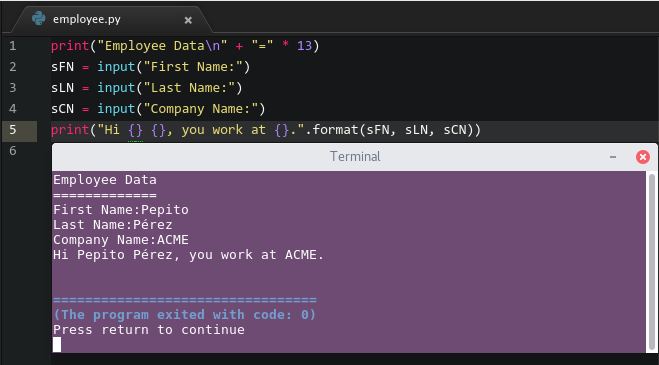 employee.py ×
1 print("Employee Data\n" + "=" * 13)
2 sFN = input("First Name:")
3 sLN = input("Last Name:")
4 sCN = input("Company Name:")
5 print("Hi {} {}, you work at {}.".format(sFN, sLN, sCN))
6
Terminal
Employee Data
=============
First Name:Pepito
Last Name:Pérez
Company Name:ACME
Hi Pepito Pérez, you work at ACME.
=================================
(The program exited with code: 0)
Press return to continue